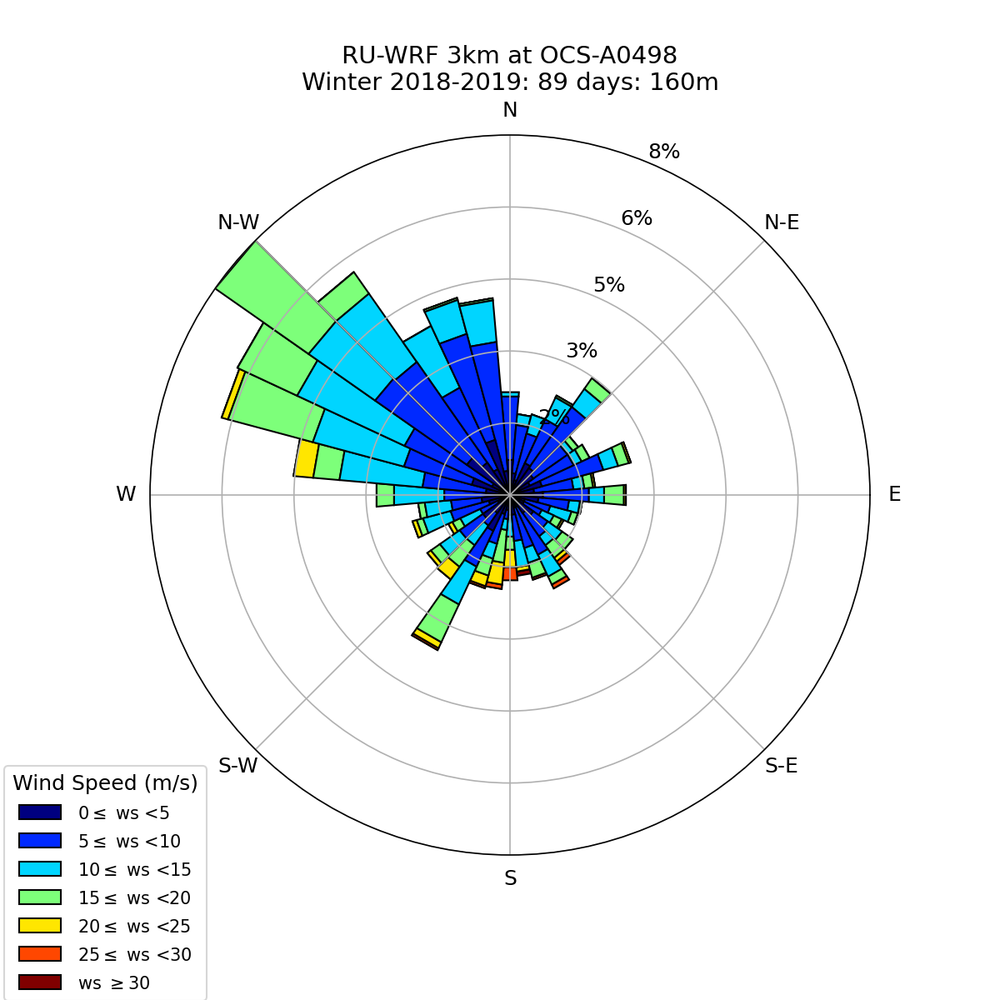 RU-WRF 3km at OCS-A0498
Winter 2018-2019: 89 days: 160m
N
8%
N-W
6%
N-E
5%
3%
2%
W
E
S-W
S-E
S
Wind Speed (m/s)
0≤ ws <5
5≤ ws <10
10≤ ws <15
15≤ ws <20
20≤ ws <25
25≤ ws <30
ws ≥30